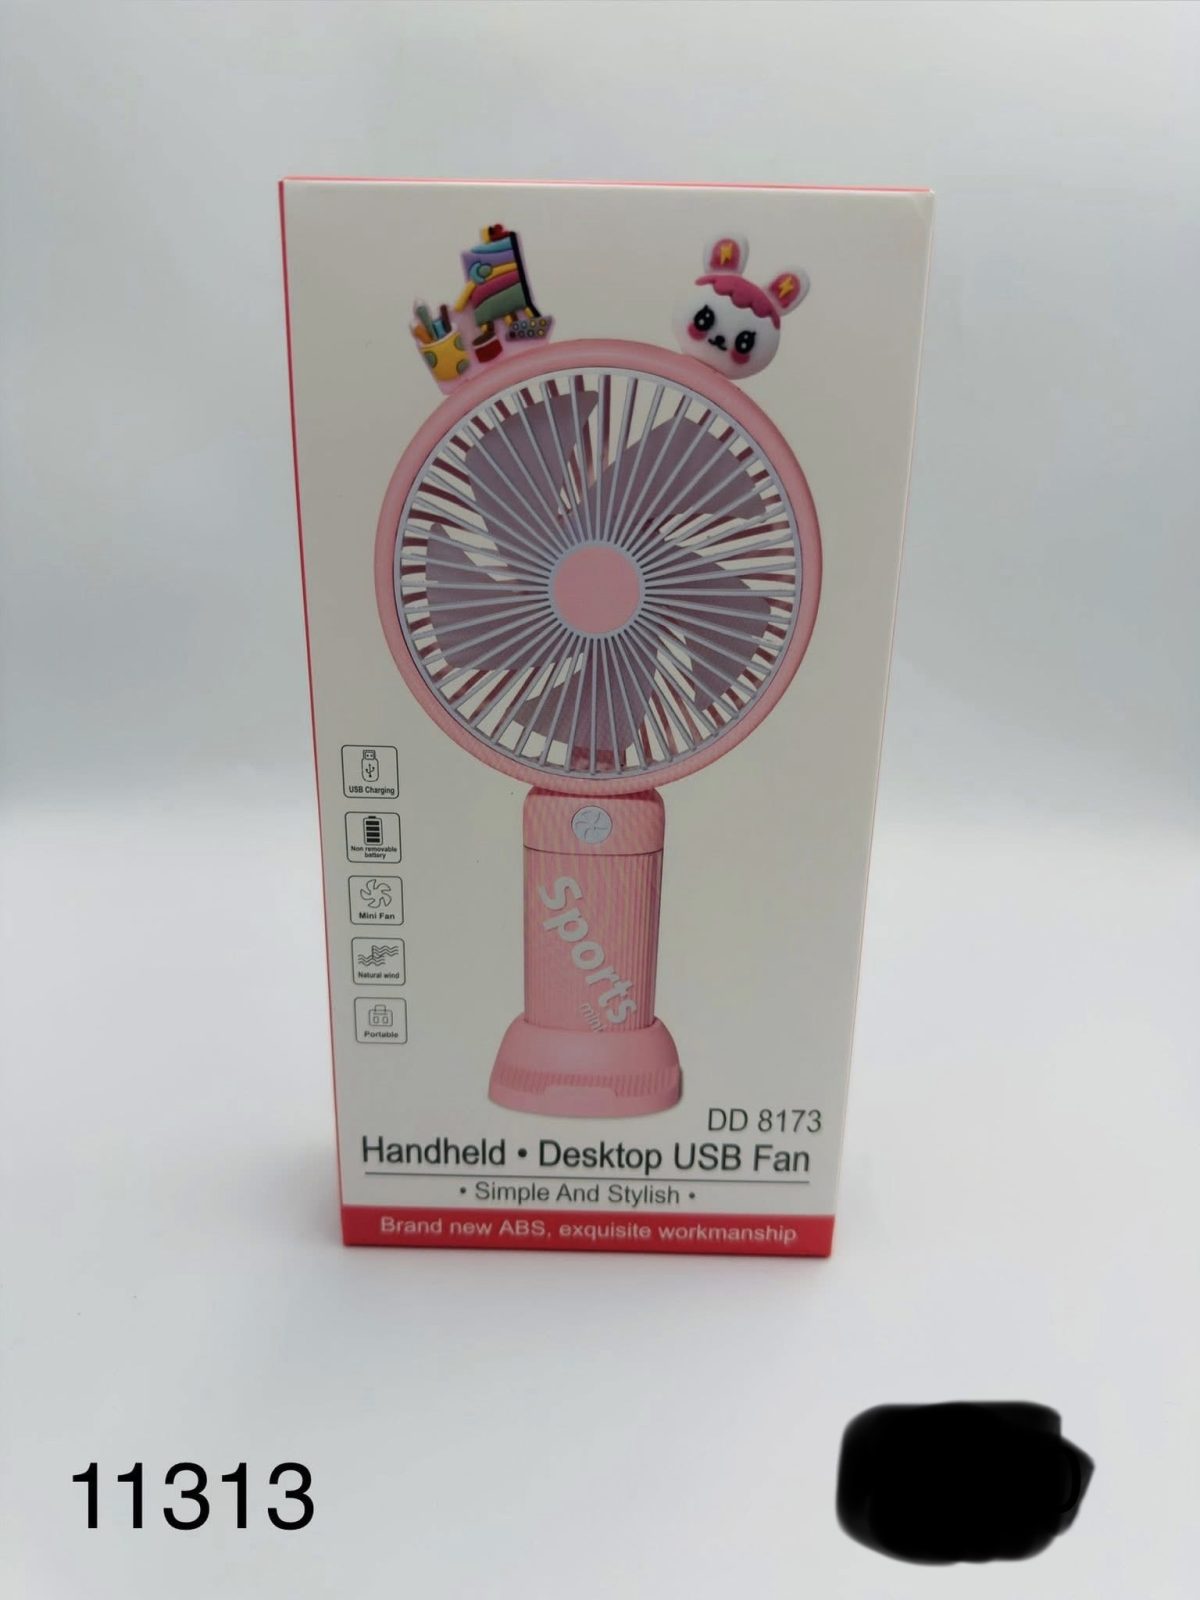 USB Charging
Non removable
battery
Mini Fan
Natural wind
Portable
Sports
mini
DD 8173
Handheld • Desktop USB Fan
• Simple And Stylish •
Brand new ABS, exquisite workmanship
11313